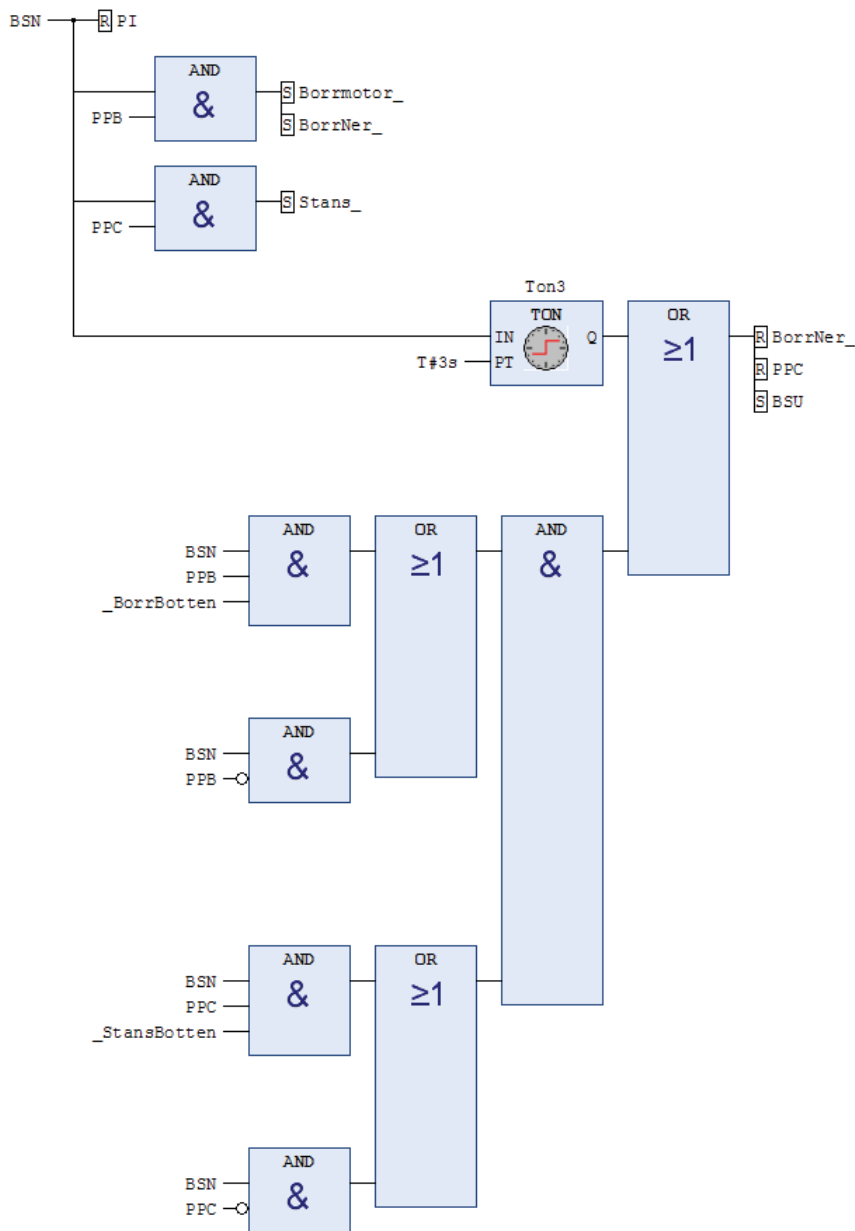 BSN R PI
AND
&
PPB
S Borrmotor_
S BorrNer_
AND
&
PPC
S Stans_
Ton3
TON
IN Q
T#3s PT
OR
≥1
R BorrNer_
R PPC
S BSU
AND
&
BSN
PPB
_BorrBotten
OR
≥1
AND
&
AND
&
BSN
PPB
AND
&
BSN
PPC
_StansBotten
OR
≥1
AND
&
BSN
PPC